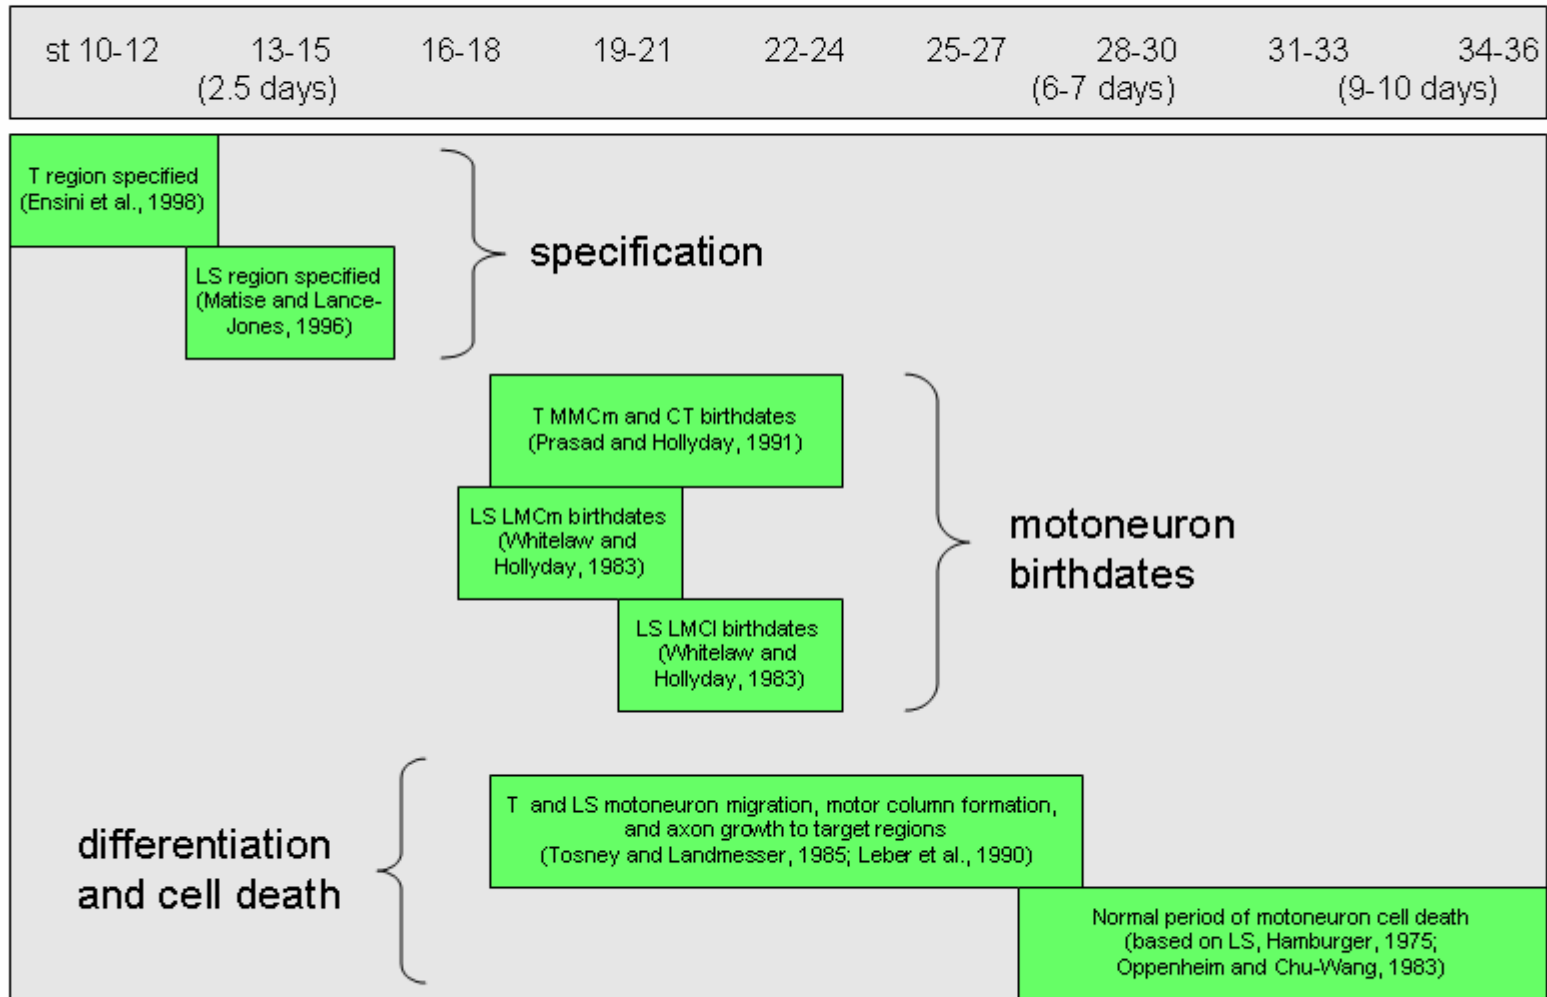 st 10-12 13-15 16-18 19-21 22-24 25-27 28-30 31-33 34-36
(2.5 days) (6-7 days) (9-10 days)
T region specified
(Ensini et al., 1998)
LS region specified
(Matise and Lance-
Jones, 1996)
specification
T MMCm and CT birthdates
(Prasad and Hollyday, 1991)
LS LMCm birthdates
(Whitelaw and
Hollyday, 1983)
LS LMCl birthdates
(Whitelaw and
Hollyday, 1983)
motoneuron
birthdates
differentiation
and cell death
T and LS motoneuron migration, motor column formation,
and axon growth to target regions
(Tosney and Landmesser, 1985; Leber et al., 1990)
Normal period of motoneuron cell death
(based on LS, Hamburger, 1975;
Oppenheim and Chu-Wang, 1983)